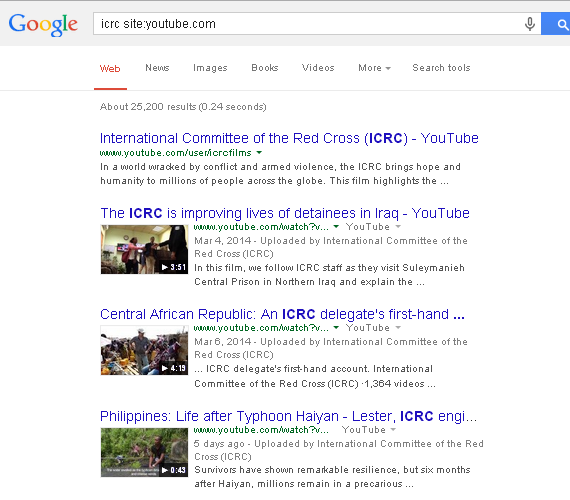 Google
icrc site:youtube.com
Web News Images Books Videos More Search tools
About 25,200 results (0.24 seconds)
International Committee of the Red Cross (ICRC) - YouTube
www.youtube.com/user/icrcfilms
In a world wracked by conflict and armed violence, the ICRC brings hope and
humanity to millions of people across the globe. This film highlights the ...
The ICRC is improving lives of detainees in Iraq - YouTube
www.youtube.com/watch?v... YouTube
Mar 4, 2014 - Uploaded by International Committee of the
Red Cross (ICRC)
3:51
In this film, we follow ICRC staff as they visit Suleymanieh
Central Prison in Northern Iraq and explain the ...
Central African Republic: An ICRC delegate's first-hand ...
www.youtube.com/watch?v... YouTube
Mar 6, 2014 - Uploaded by International Committee of the
Red Cross (ICRC)
4:19
... ICRC delegate's first-hand account. International
Committee of the Red Cross (ICRC) ·1,364 videos ...
Philippines: Life after Typhoon Haiyan - Lester, ICRC engi...
www.youtube.com/watch?v... YouTube
5 days ago - Uploaded by International Committee of the Red
Cross (ICRC)
0:43
Survivors have shown remarkable resilience, but six months
after Haiyan, millions remain in a precarious ...